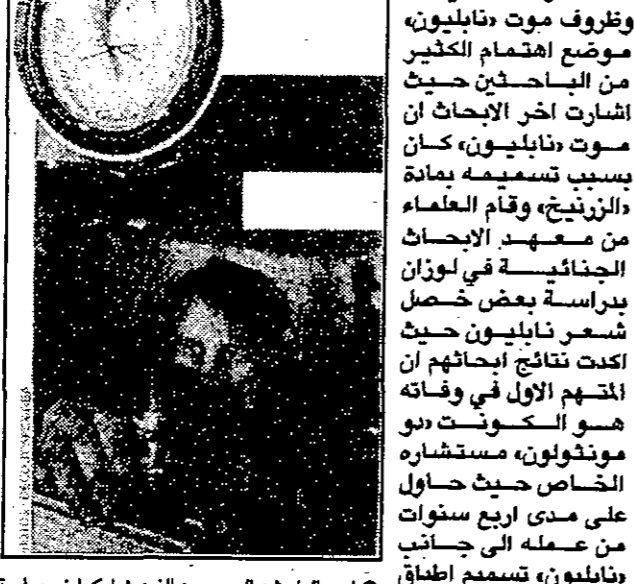 وظروف موت «نابليون»
موضع اهتمام الكثير
من الباحثين حيث
اشارت اخر الابحاث ان
موت «نابليون» كان
بسبب تسميمه بمادة
«الزرنيخ» وقام العلماء
من معهد الابحاث
الجنائية في لوزان
بدراسة بعض خصل
شعر نابليون حيث
اكدت نتائج ابحاثهم ان
المتهم الاول في وفاته
هو الكونت «دو
مونثولون» مستشاره
الخاص حيث حاول
على مدى اربع سنوات
من عمله الى جانب
«نابليون» تسميم اطباق